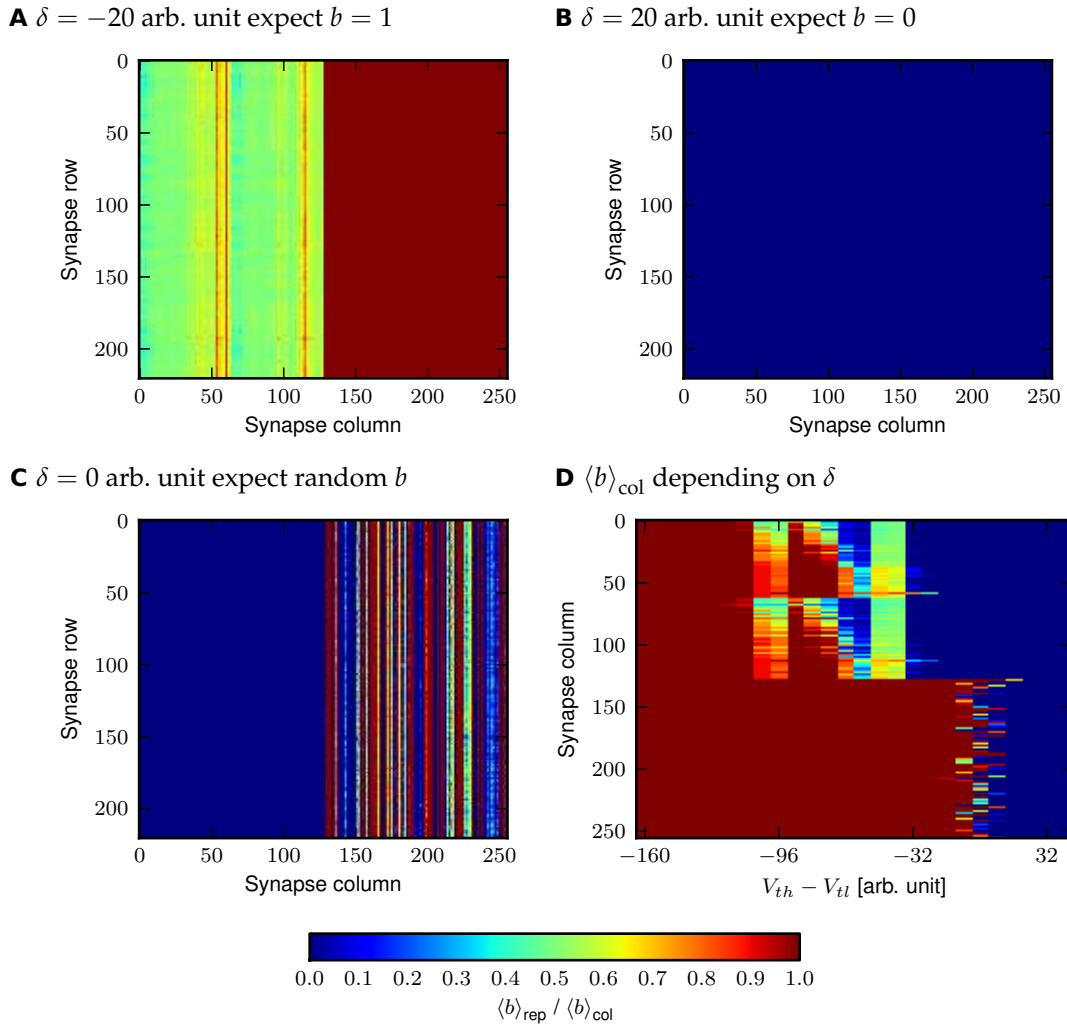 A δ = −20 arb. unit expect b = 1
B δ = 20 arb. unit expect b = 0
0
50
100
150
200
Synapse row
0 50 100 150 200 250
Synapse column
0
50
100
150
200
Synapse row
0 50 100 150 200 250
Synapse column
C δ = 0 arb. unit expect random b
D ⟨b⟩col depending on δ
0
50
100
150
200
Synapse row
0 50 100 150 200 250
Synapse column
0
50
100
150
200
250
Synapse column
−160 −96 −32 32
Vth − Vtl [arb. unit]
0.0 0.1 0.2 0.3 0.4 0.5 0.6 0.7 0.8 0.9 1.0
⟨b⟩rep / ⟨b⟩col